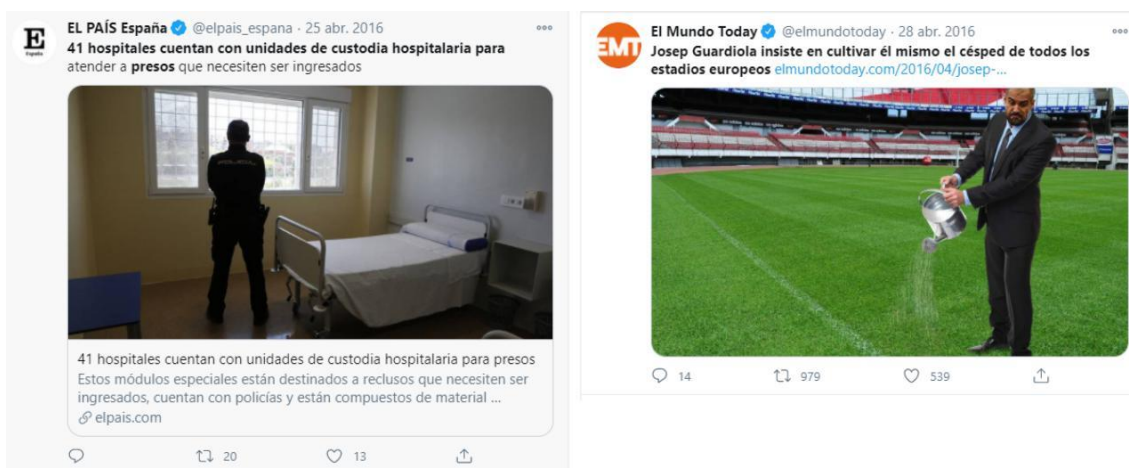 E
España
EL PAÍS España @elpais_espana · 25 abr. 2016
41 hospitales cuentan con unidades de custodia hospitalaria para
atender a presos que necesiten ser ingresados
POLICIA
41 hospitales cuentan con unidades de custodia hospitalaria para presos
Estos módulos especiales están destinados a reclusos que necesiten ser
ingresados, cuentan con policías y están compuestos de material ...
elpais.com
20
13
EMT
El Mundo Today @elmundotoday · 28 abr. 2016
Josep Guardiola insiste en cultivar él mismo el césped de todos los
estadios europeos elmundotoday.com/2016/04/josep-...
14
979
539